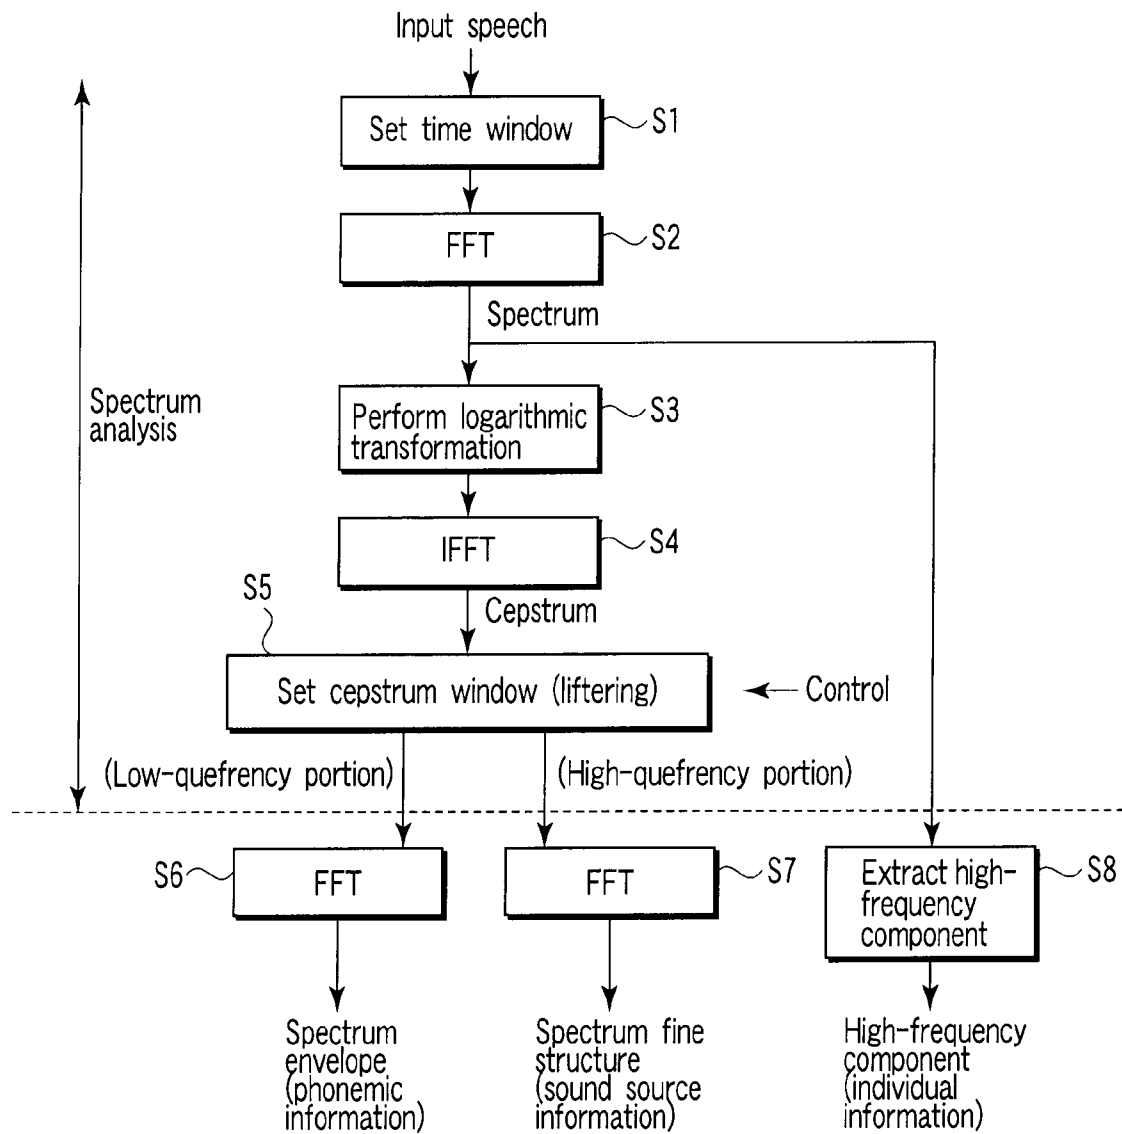 Input speech
Set time window
S1
FFT
S2
Spectrum
Spectrum
analysis
Perform logarithmic
transformation
S3
IFFT
S4
S5
Cepstrum
Set cepstrum window (liftering)
Control
(Low-quefrency portion)
(High-quefrency portion)
S6
FFT
FFT
S7
Extract high-
frequency
component
S8
Spectrum
envelope
(phonemic
information)
Spectrum fine
structure
(sound source
information)
High-frequency
component
(individual
information)